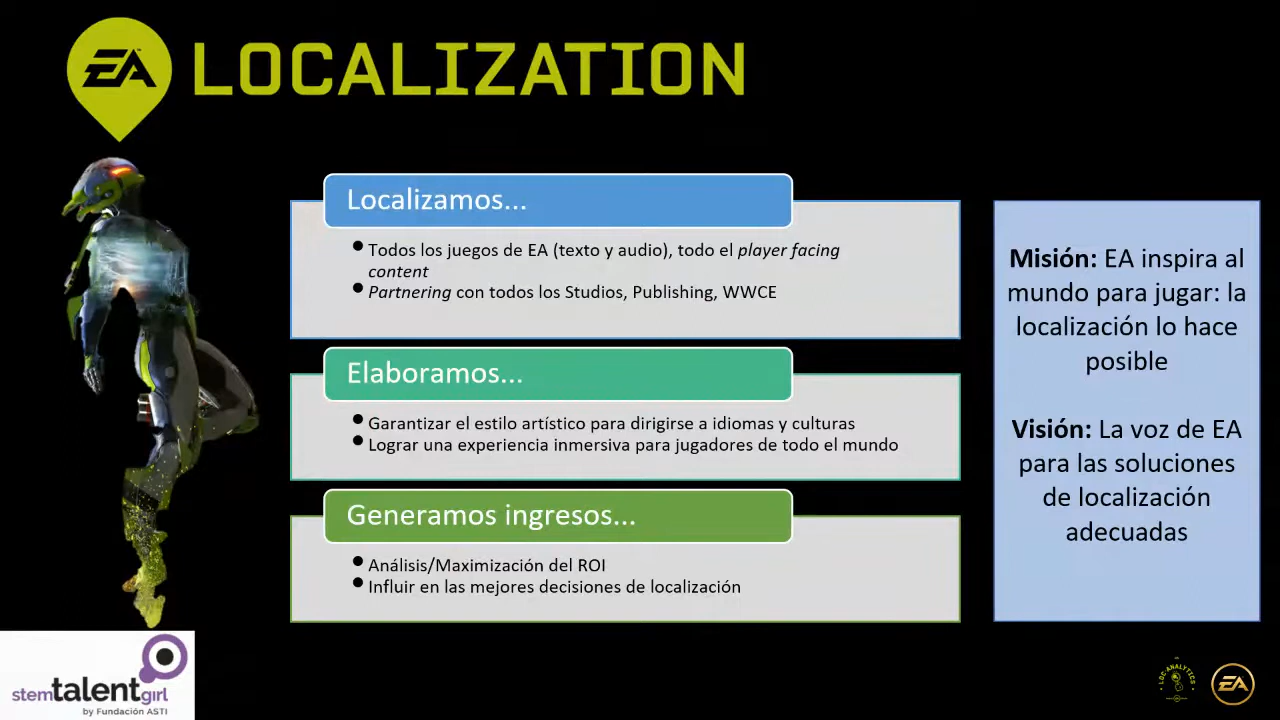 EA LOCALIZATION
Localizamos...
Todos los juegos de EA (texto y audio), todo el player facing
content
Partnering con todos los Studios, Publishing, WWCE
Elaboramos...
Garantizar el estilo artístico para dirigirse a idiomas y culturas
Lograr una experiencia inmersiva para jugadores de todo el mundo
Generamos ingresos...
Análisis/Maximización del ROI
Influir en las mejores decisiones de localización
Misión: EA inspira al
mundo para jugar: la
localización lo hace
posible
Visión: La voz de EA
para las soluciones
de localización
adecuadas
stemtalentgirl
by Fundación ASTI
LOC ANALYTICS
EA